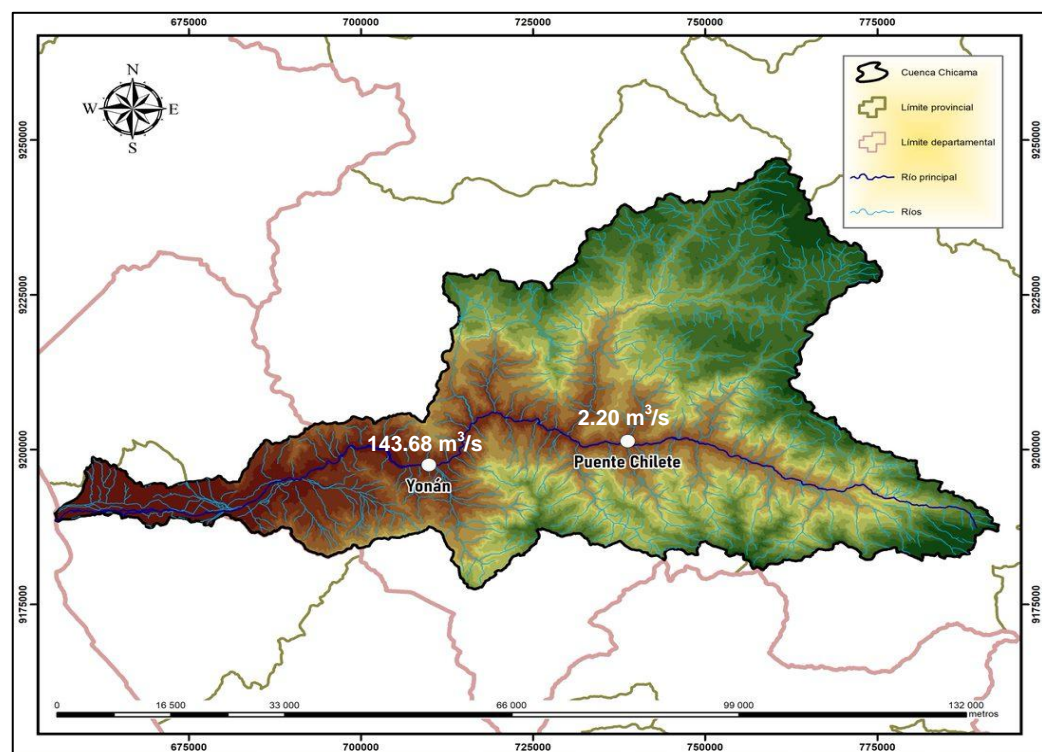 675000 700000 725000 750000 775000
N
W E
S
Cuenca Chicama
Límite provincial
Límite departamental
Río principal
Ríos
9250000 9250000
9225000 9225000
9200000 9200000
9175000 9175000
143.68 m³/s
Yonán
2.20 m³/s
Puente Chilete
0 16 500 33 000 66 000 99 000 132 000
metros
675000 700000 725000 750000 775000